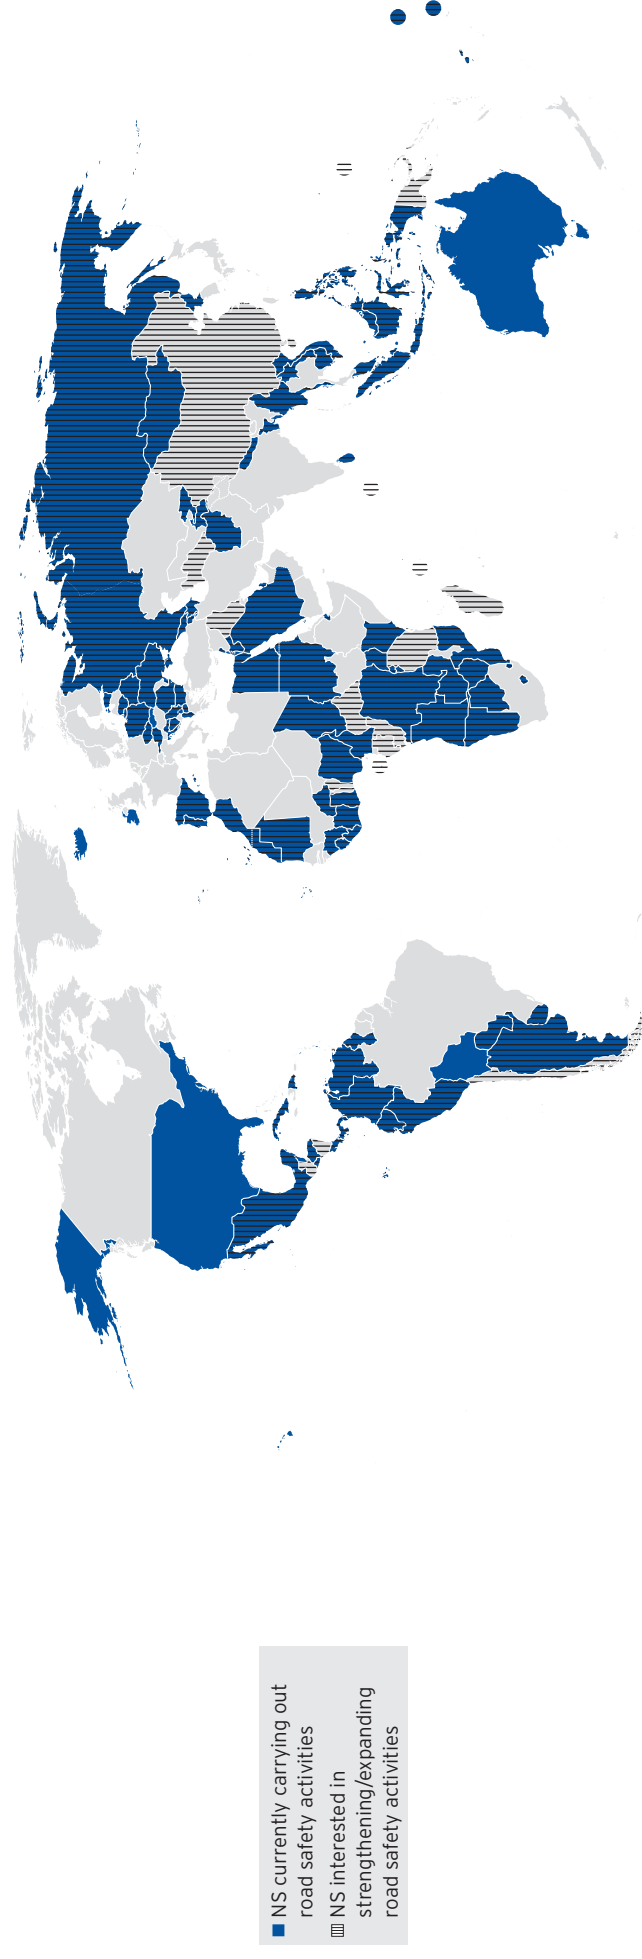 NS currently carrying out
road safety activities
NS interested in
strengthening/expanding
road safety activities